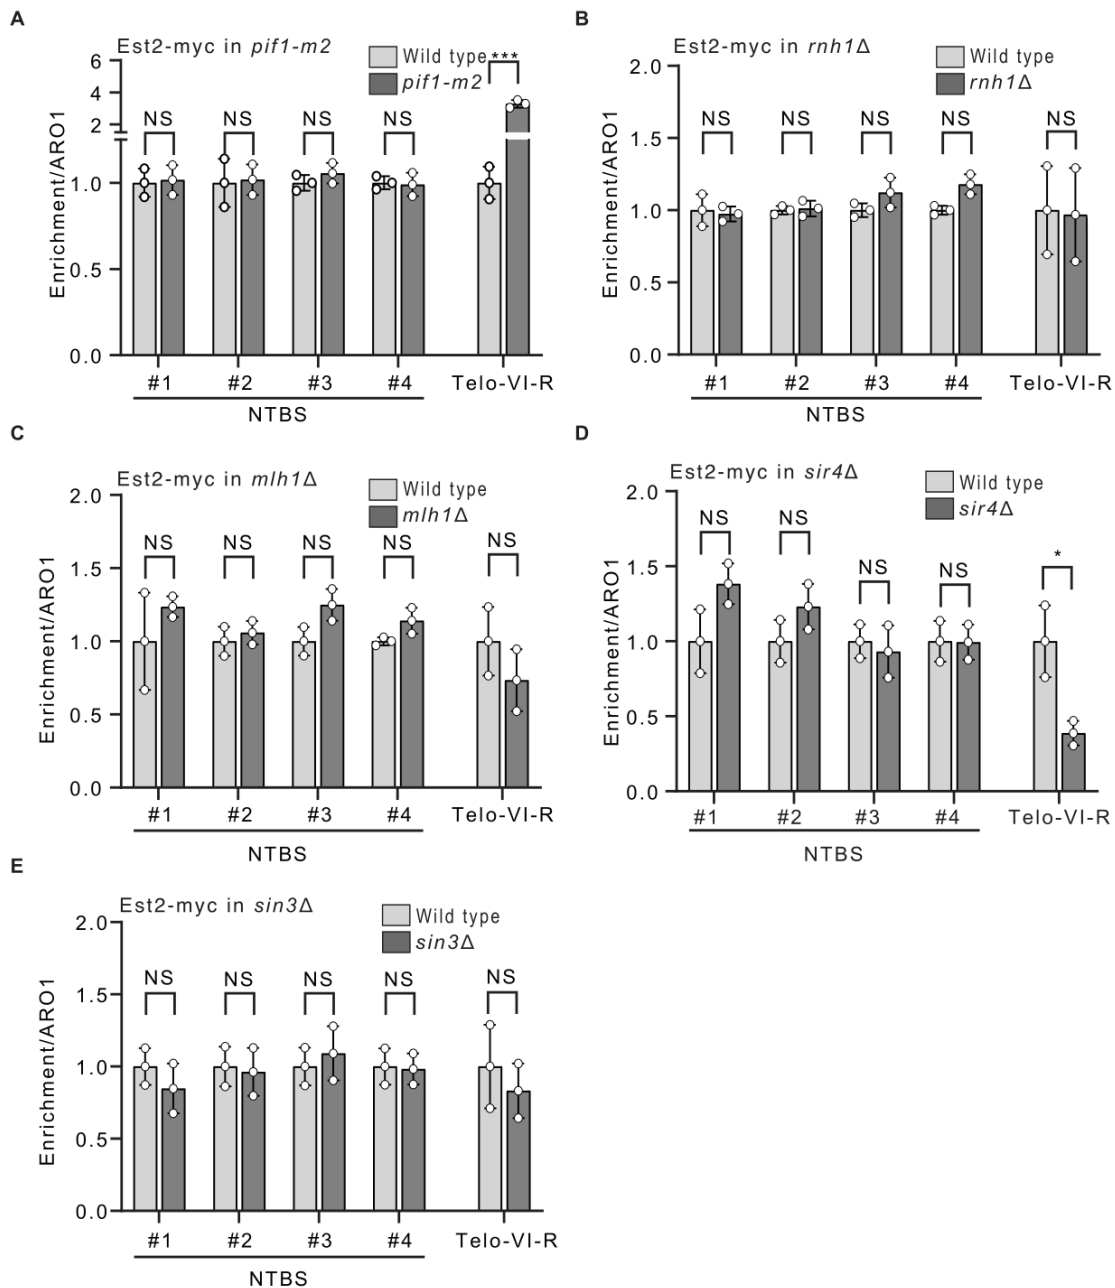 A
Est2-myc in pif1-m2
Wild type
pif1-m2
***
NS NS NS NS
Enrichment/ARO1
6
4
2
1.0
0.5
0.0
#1 #2 #3 #4 Telo-VI-R
NTBS
B
Est2-myc in rnh1Δ
Wild type
rnh1Δ
NS NS NS NS NS
Enrichment/ARO1
2.0
1.5
1.0
0.5
0.0
#1 #2 #3 #4 Telo-VI-R
NTBS
C
Est2-myc in mlh1Δ
Wild type
mlh1Δ
NS NS NS NS NS
Enrichment/ARO1
2.0
1.5
1.0
0.5
0.0
#1 #2 #3 #4 Telo-VI-R
NTBS
D
Est2-myc in sir4Δ
Wild type
sir4Δ
NS NS NS NS *
Enrichment/ARO1
2.0
1.5
1.0
0.5
0.0
#1 #2 #3 #4 Telo-VI-R
NTBS
E
Est2-myc in sin3Δ
Wild type
sin3Δ
NS NS NS NS NS
Enrichment/ARO1
2.0
1.5
1.0
0.5
0.0
#1 #2 #3 #4 Telo-VI-R
NTBS